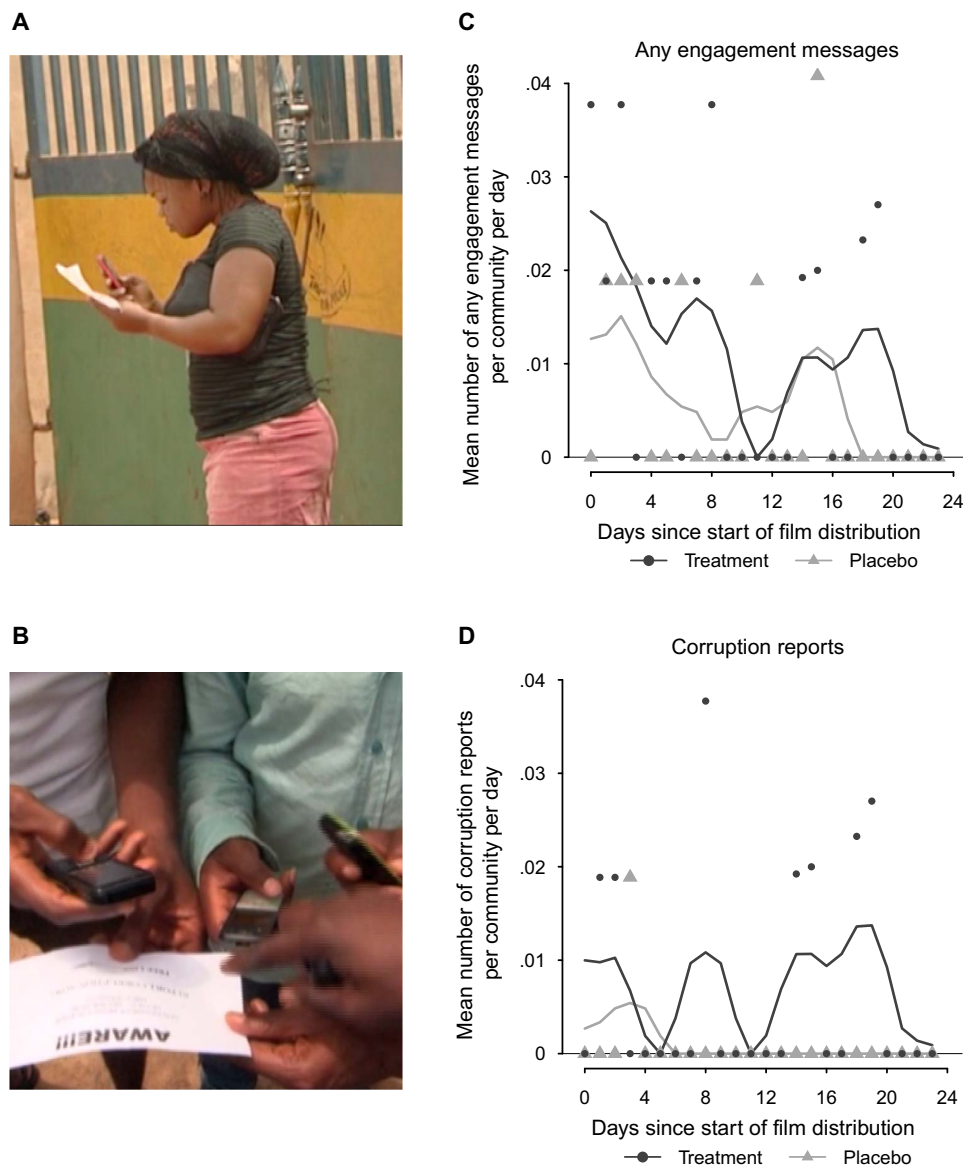 A
C
Any engagement messages
Mean number of any engagement messages
per community per day
.04
.03
.02
.01
0
0 4 8 12 16 20 24
Days since start of film distribution
Treatment Placebo
B
AWARE!!!
D
Corruption reports
Mean number of corruption reports
per community per day
.04
.03
.02
.01
0
0 4 8 12 16 20 24
Days since start of film distribution
Treatment Placebo